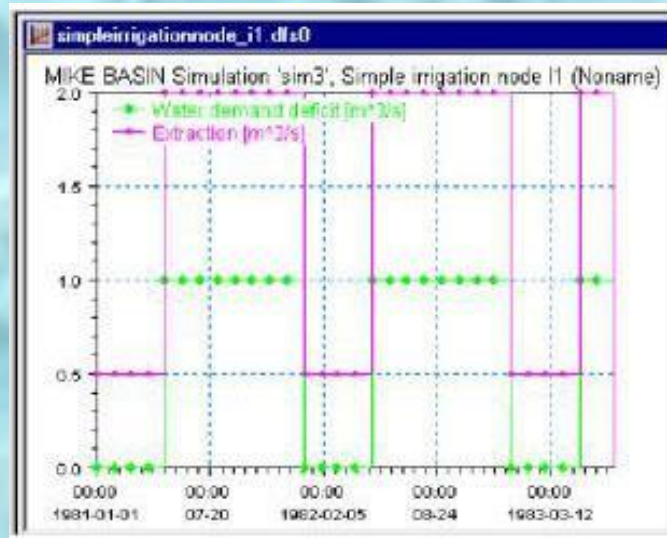 simpleirrigationnode_i1.dfs0
MIKE BASIN Simulation 'sim3', Simple irrigation node I1 (Noname)
2.0
Water demand deficit [m^3/s]
Extraction [m^3/s]
1.5
1.0
0.5
0.0
00:00 00:00 00:00 00:00 00:00
1981-01-01 07-20 1982-02-05 08-24 1983-03-12